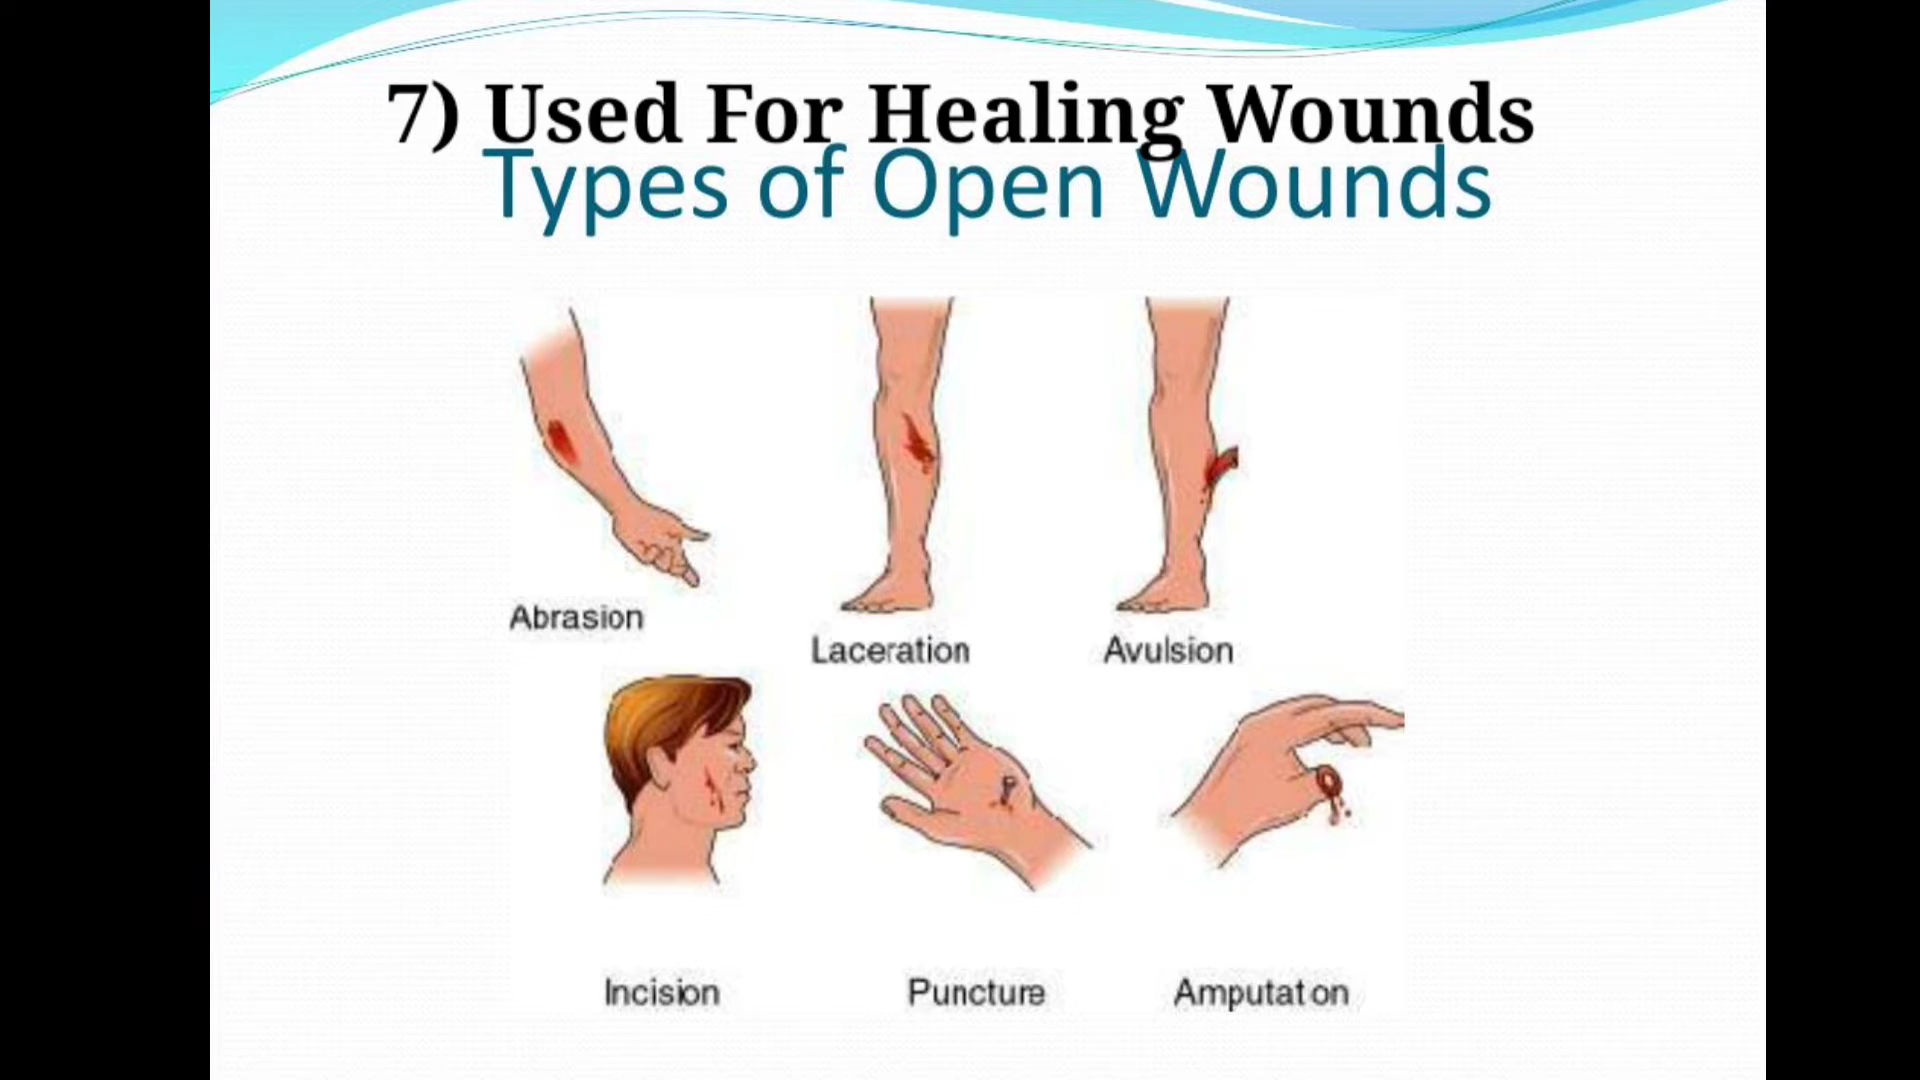 7) Used For Healing Wounds
Types of Open Wounds
Abrasion
Laceration
Avulsion
Incision
Puncture
Amputat on